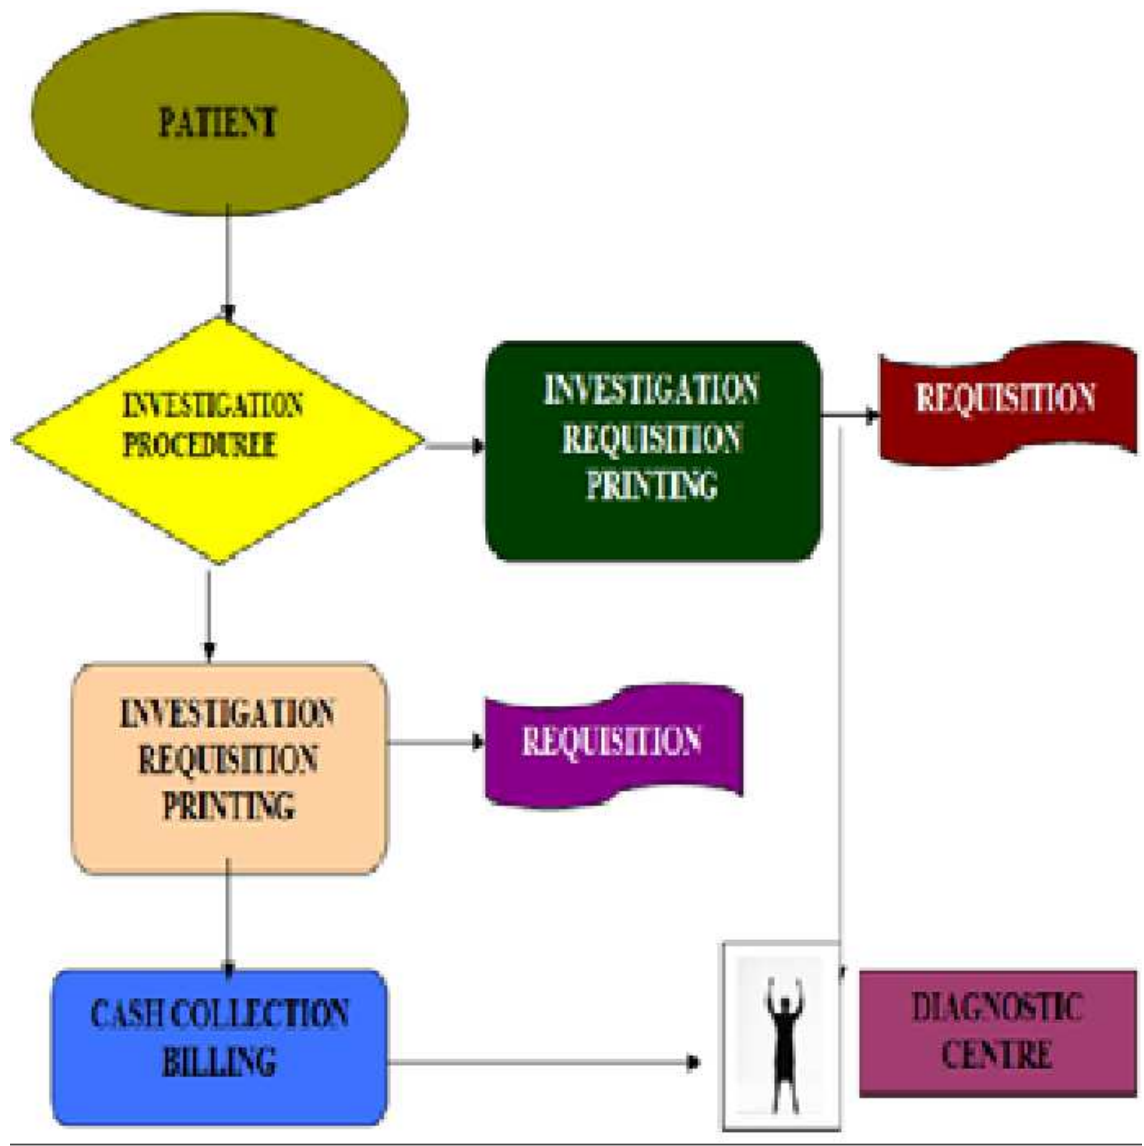 PATIENT
INVESTIGATION
PROCEDUREE
INVESTIGATION
REQUISITION
PRINTING
REQUISITION
INVESTIGATION
REQUISITION
PRINTING
REQUISITION
CASH COLLECTION
BILLING
DIAGNOSTIC
CENTRE